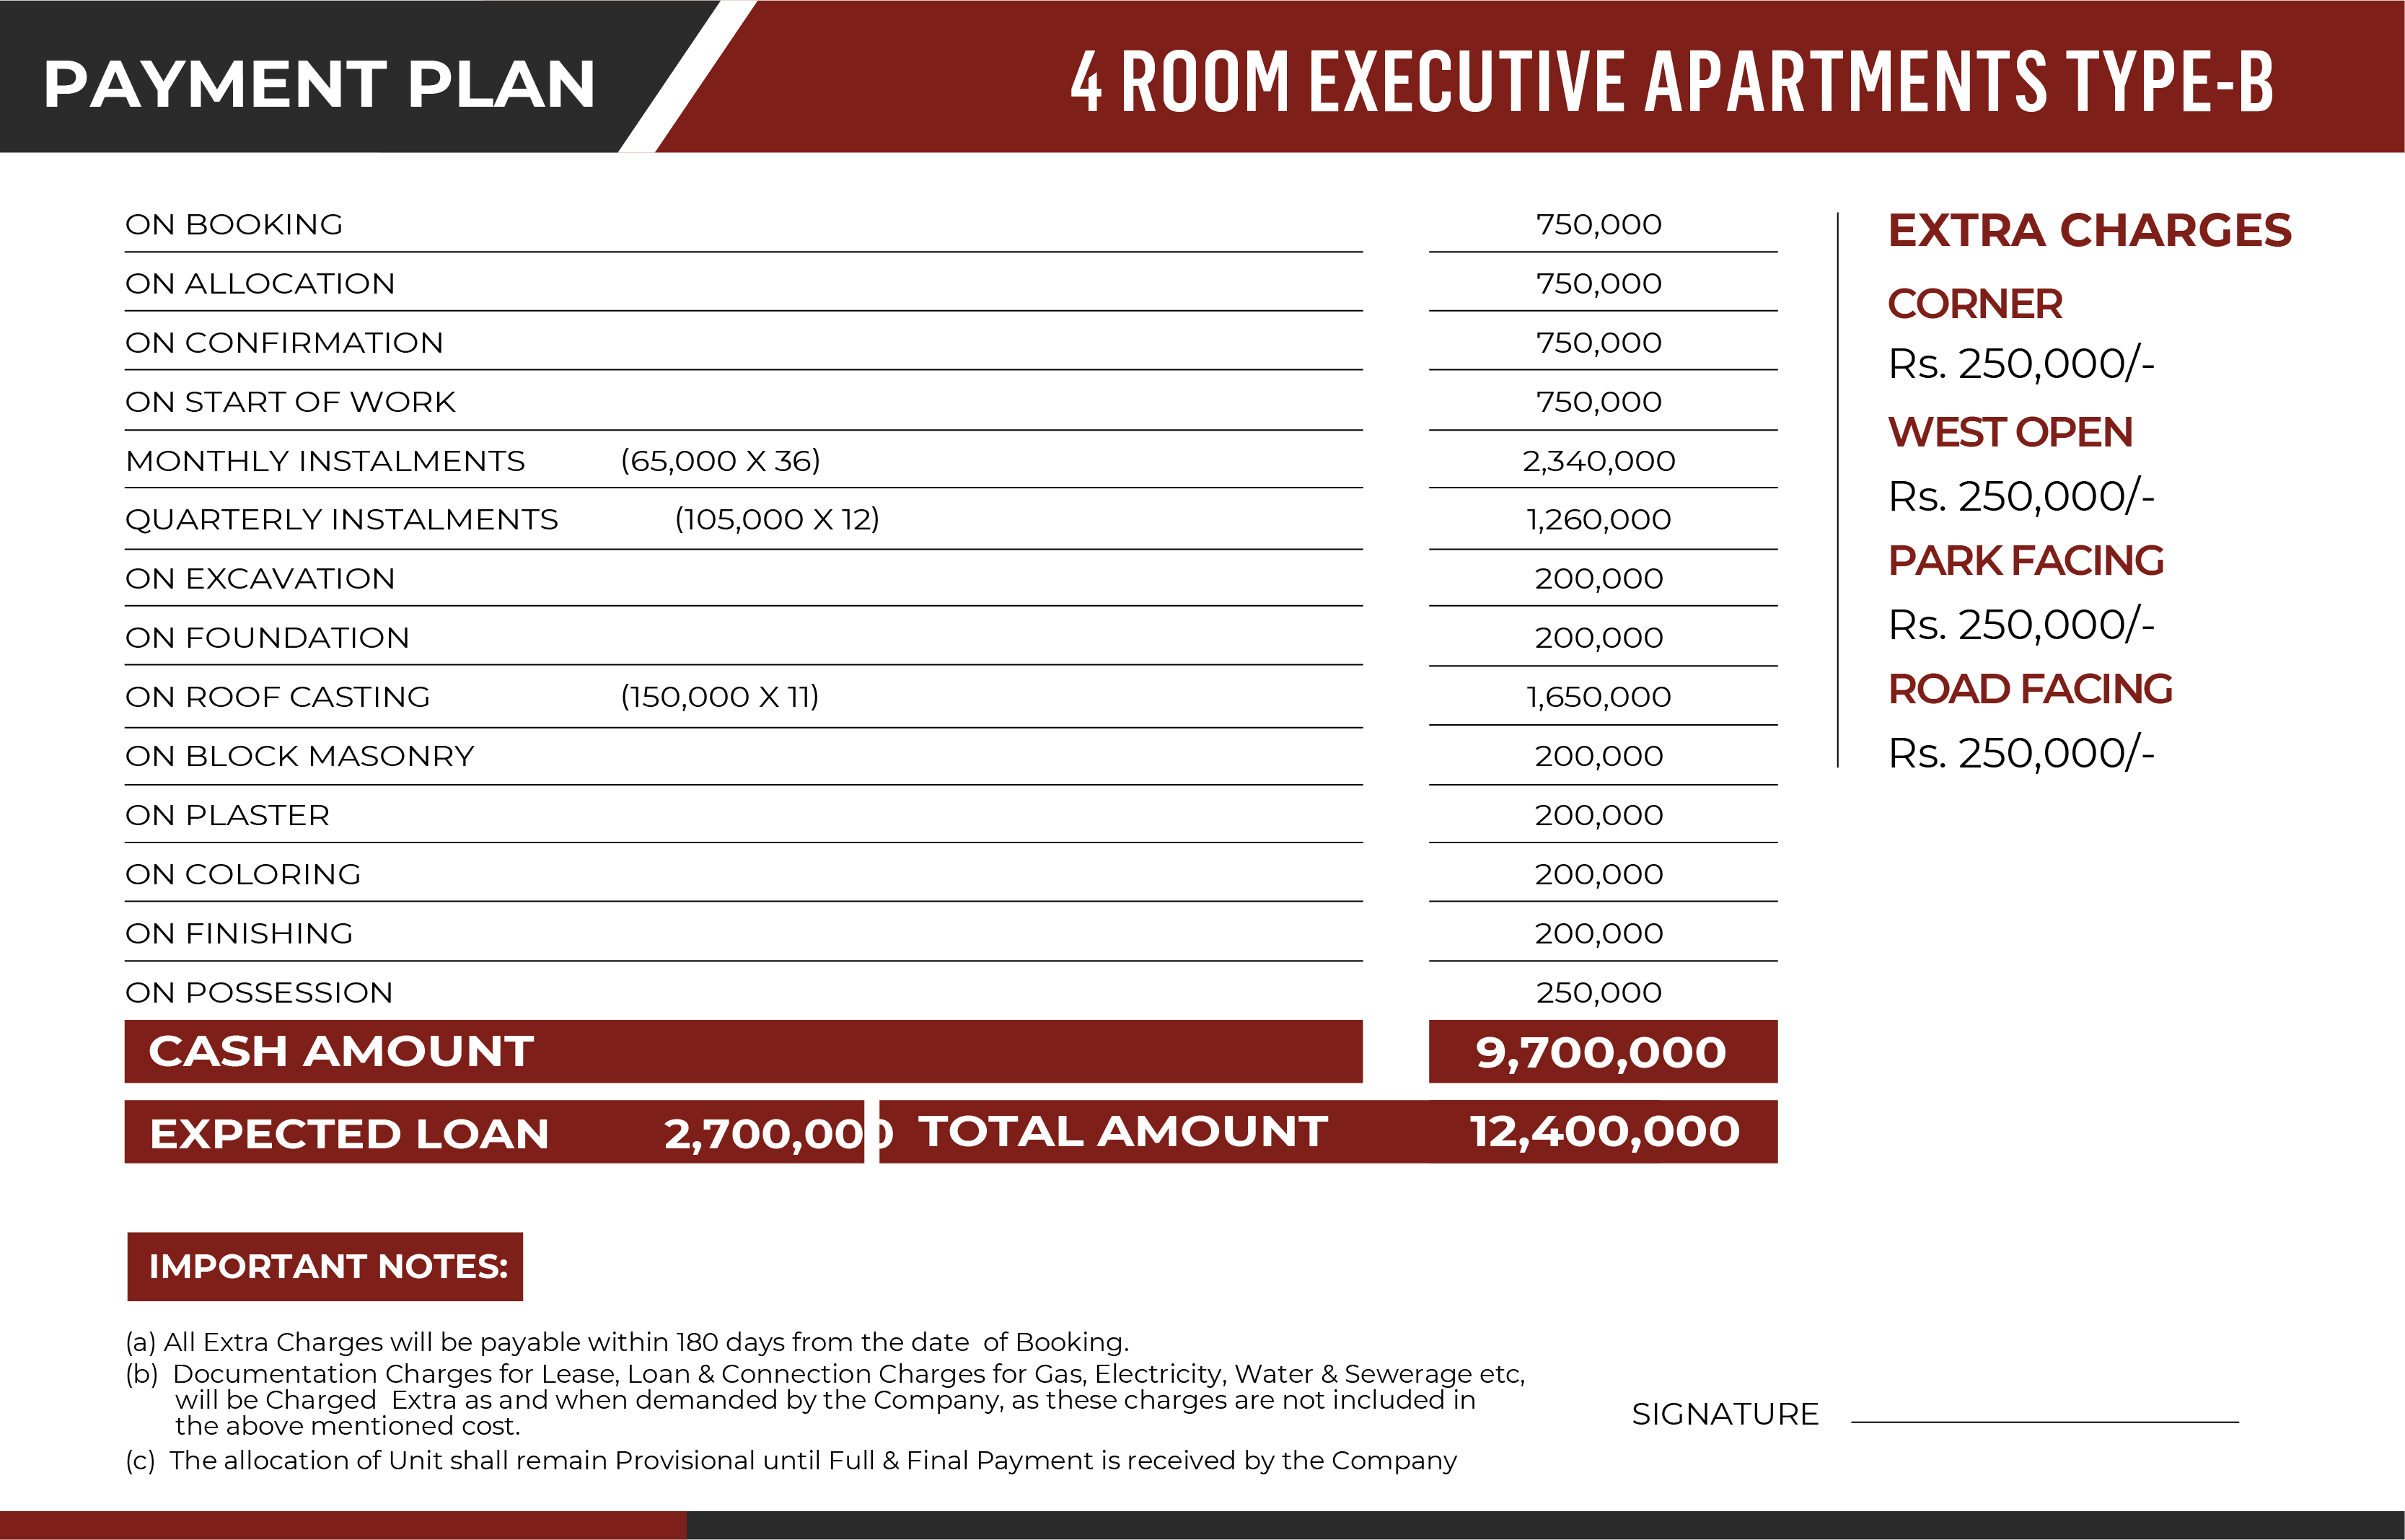 PAYMENT PLAN
4 ROOM EXECUTIVE APARTMENTS TYPE-B
ON BOOKING 750,000
ON ALLOCATION 750,000
ON CONFIRMATION 750,000
ON START OF WORK 750,000
MONTHLY INSTALMENTS (65,000 X 36) 2,340,000
QUARTERLY INSTALMENTS (105,000 X 12) 1,260,000
ON EXCAVATION 200,000
ON FOUNDATION 200,000
ON ROOF CASTING (150,000 X 11) 1,650,000
ON BLOCK MASONRY 200,000
ON PLASTER 200,000
ON COLORING 200,000
ON FINISHING 200,000
ON POSSESSION 250,000
CASH AMOUNT 9,700,000
EXPECTED LOAN 2,700,000 TOTAL AMOUNT 12,400,000
EXTRA CHARGES
CORNER
Rs. 250,000/-
WEST OPEN
Rs. 250,000/-
PARK FACING
Rs. 250,000/-
ROAD FACING
Rs. 250,000/-
IMPORTANT NOTES:
(a) All Extra Charges will be payable within 180 days from the date of Booking.
(b) Documentation Charges for Lease, Loan & Connection Charges for Gas, Electricity, Water & Sewerage etc,
will be Charged Extra as and when demanded by the Company, as these charges are not included in
the above mentioned cost.
(c) The allocation of Unit shall remain Provisional until Full & Final Payment is received by the Company
SIGNATURE